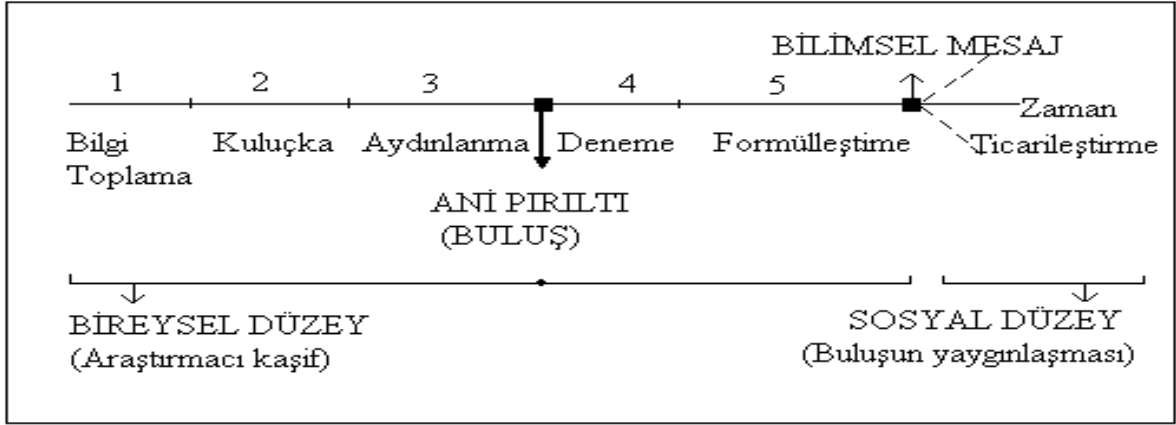 BİLİMSEL MESAJ
1 2 3 4 5
Zaman
Bilgi Toplama
Kuluçka
Aydınlanma
Deneme
Formülleştime
Ticarileştirme
ANİ PIRILTI
(BULUŞ)
BİREYSEL DÜZEY
(Araştırmacı kaşif)
SOSYAL DÜZEY
(Buluşun yaygınlaşması)